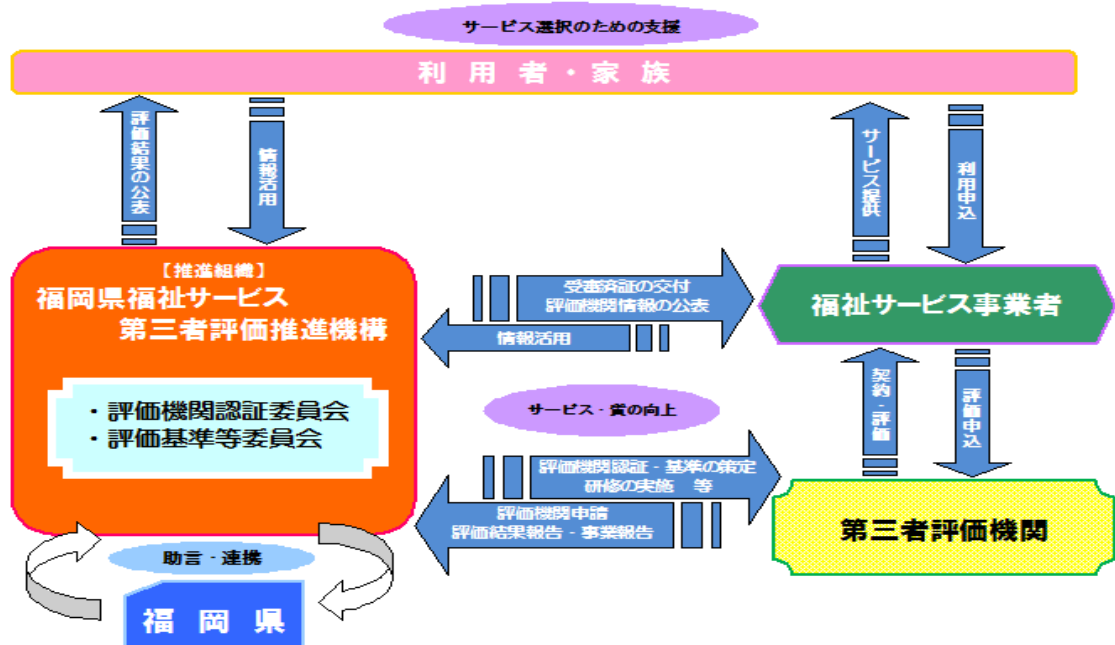 サービス選択のための支援
利 用 者・家 族
評価結果の公表
情報活用
サービス提供
利用申込
【推進組織】
福岡県福祉サービス
第三者評価推進機構
・評価機関認証委員会
・評価基準等委員会
受審済証の交付
評価機関情報の公表
情報活用
福祉サービス事業者
サービス・質の向上
契約・評価
評価申込
評価機関認証・基準の策定
研修の実施 等
評価機関申請
評価結果報告・事業報告
第三者評価機関
助言・連携
福 岡 県